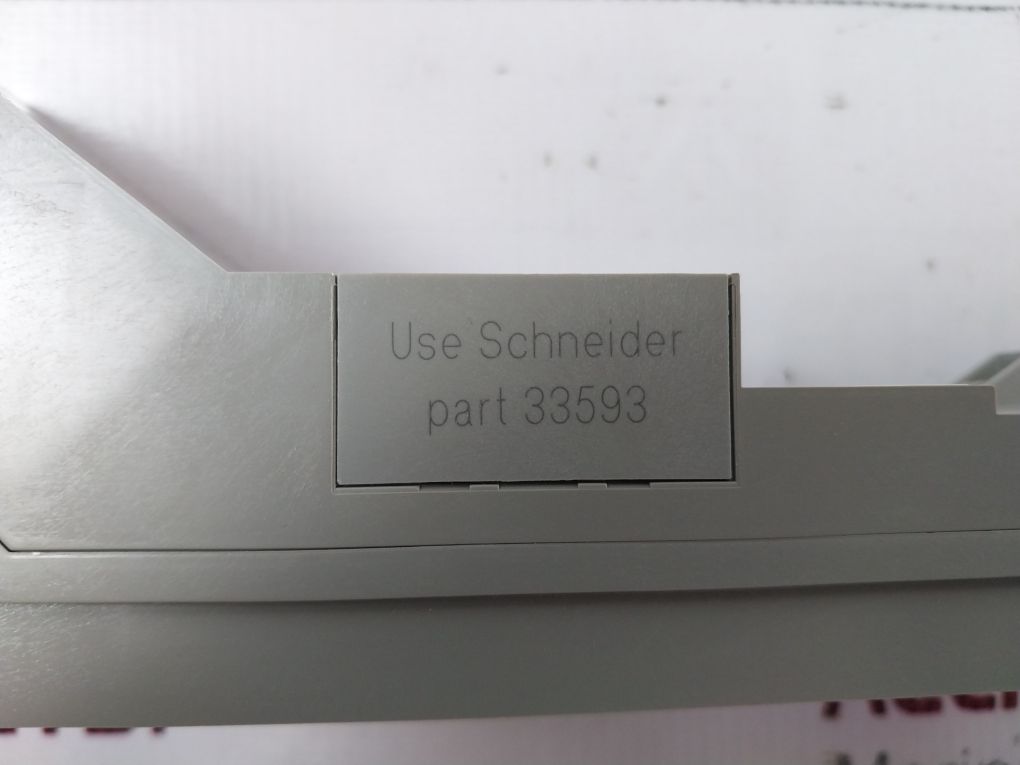 Use Schneider
part 33593